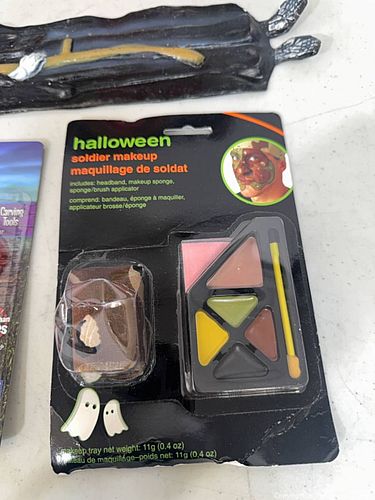 halloween
soldier makeup
maquillage de soldat
includes: headband, makeup sponge,
sponge/brush applicator
comprend: bandeau, éponge à maquiller,
applicateur brosse/éponge
makeup tray net weight: 11g (0.4 oz)
de maquillage-poids net: 11g (0.4 oz)
Carving
Tools